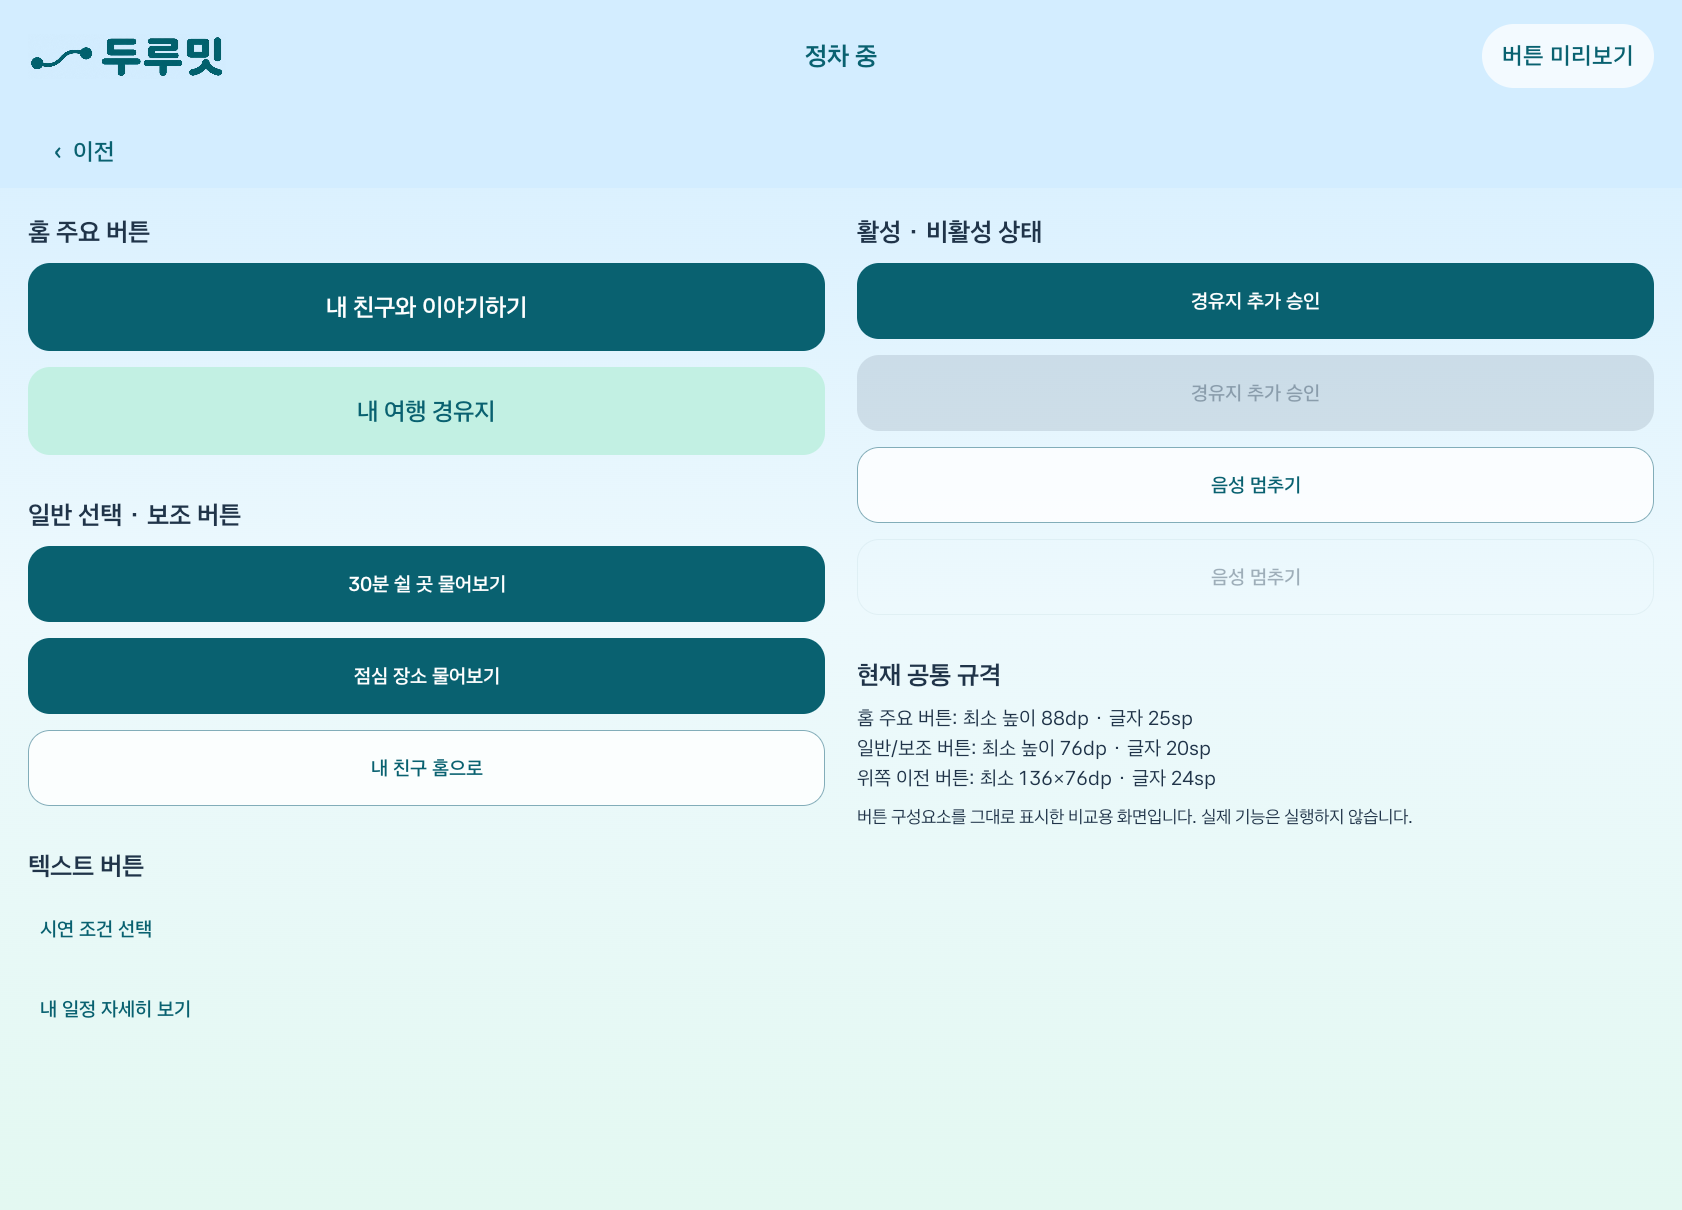 두루밋
정차 중
버튼 미리보기
‹ 이전
홈 주요 버튼
내 친구와 이야기하기
내 여행 경유지
일반 선택 · 보조 버튼
30분 쉴 곳 물어보기
점심 장소 물어보기
내 친구 홈으로
텍스트 버튼
시연 조건 선택
내 일정 자세히 보기
활성 · 비활성 상태
경유지 추가 승인
경유지 추가 승인
음성 멈추기
음성 멈추기
현재 공통 규격
홈 주요 버튼: 최소 높이 88dp · 글자 25sp
일반/보조 버튼: 최소 높이 76dp · 글자 20sp
위쪽 이전 버튼: 최소 136×76dp · 글자 24sp
버튼 구성요소를 그대로 표시한 비교용 화면입니다. 실제 기능은 실행하지 않습니다.